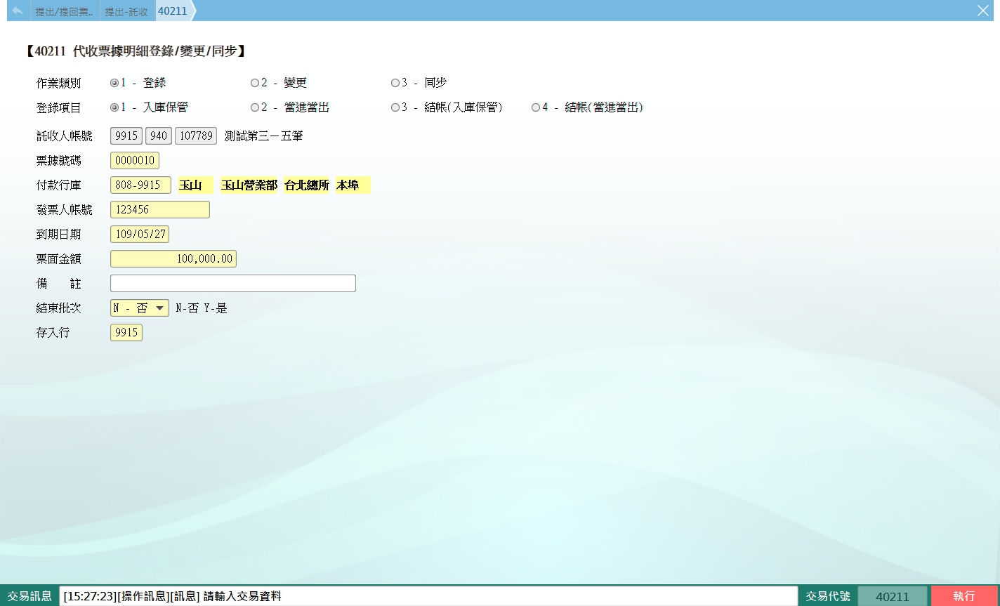 提出/提回票.. 提出-託收 40211
【40211 代收票據明細登錄/變更/同步】
作業類別 1 - 登錄 2 - 變更 3 - 同步
登錄項目 1 - 入庫保管 2 - 當進當出 3 - 結帳(入庫保管) 4 - 結帳(當進當出)
託收人帳號 9915 940 107789 測試第三－五筆
票據號碼 0000010
付款行庫 808-9915 玉山 玉山營業部 台北總所 本埠
發票人帳號 123456
到期日期 109/05/27
票面金額 100,000.00
備 註
結束批次 N - 否 N-否 Y-是
存入行 9915
交易訊息 [15:27:23][操作訊息][訊息] 請輸入交易資料 交易代號 40211 執行